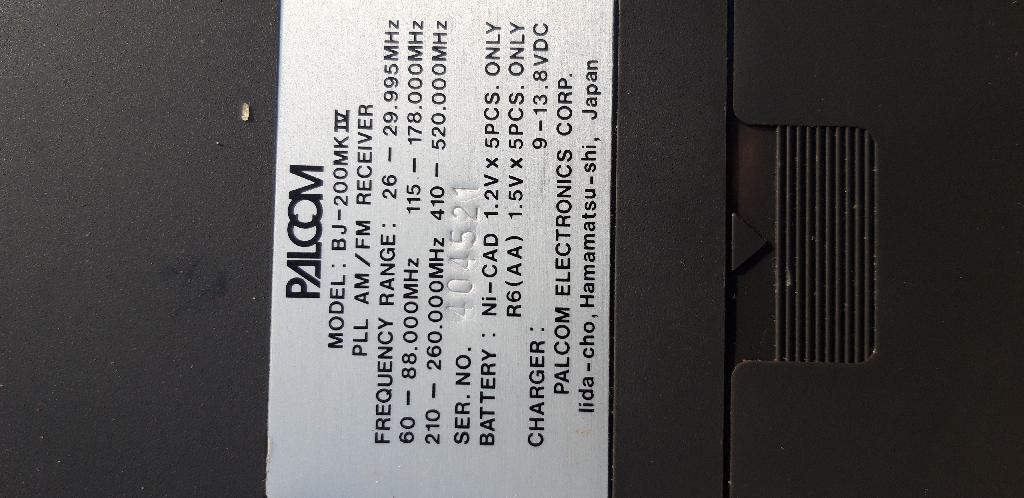 PALCOM
MODEL: BJ-200MKIV
PLL AM/FM RECEIVER
FREQUENCY RANGE: 26 — 29.995MHz
60 — 88.000MHz 115 — 178.000MHz
210 — 260.000MHz 410 — 520.000MHz
SER. NO. 404521
BATTERY: Ni-CAD 1.2V X 5PCS. ONLY
R6(AA) 1.5V X 5PCS. ONLY
CHARGER: 9-13.8VDC
PALCOM ELECTRONICS CORP.
Iida-cho, Hamamatsu-shi, Japan